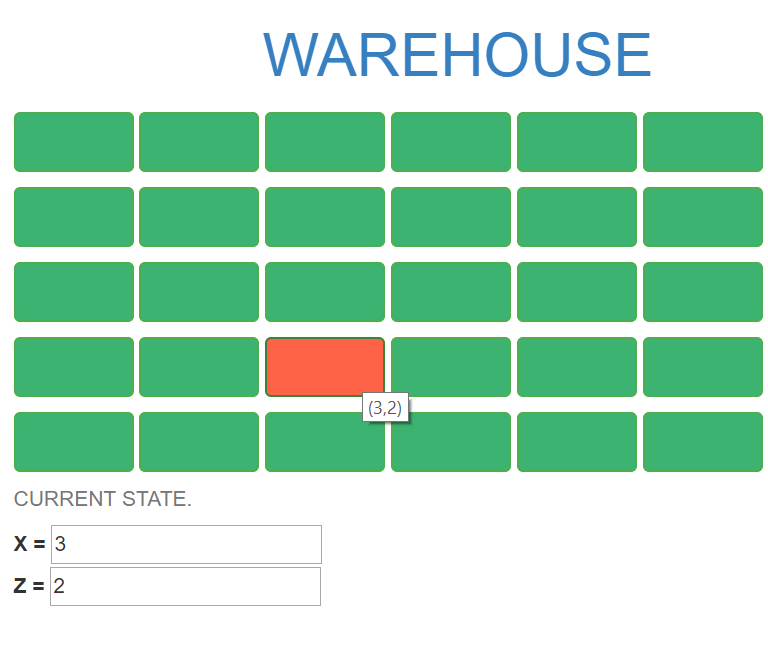 WAREHOUSE
(3,2)
CURRENT STATE.
X = 3
Z = 2